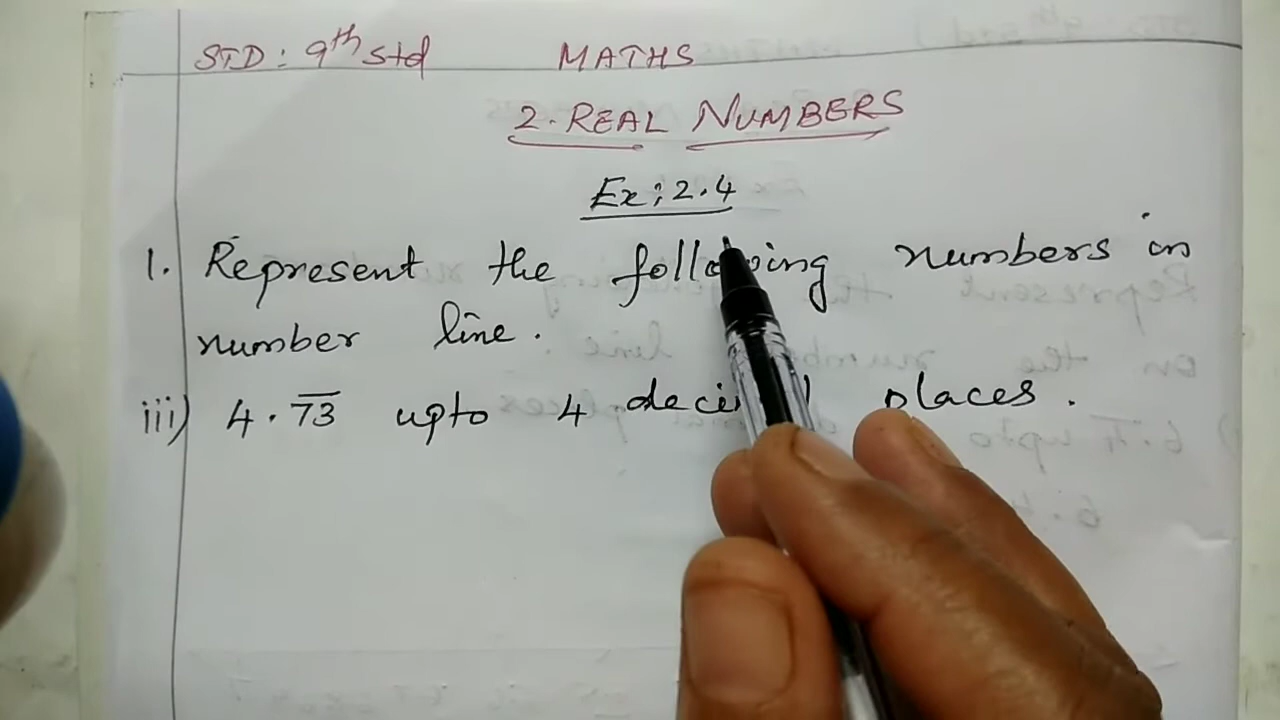 STD : 9th Std MATHS
2. REAL NUMBERS
Ex: 2.4
1. Represent the following numbers in
number line.
iii) 4.7̅3̅ upto 4 places.